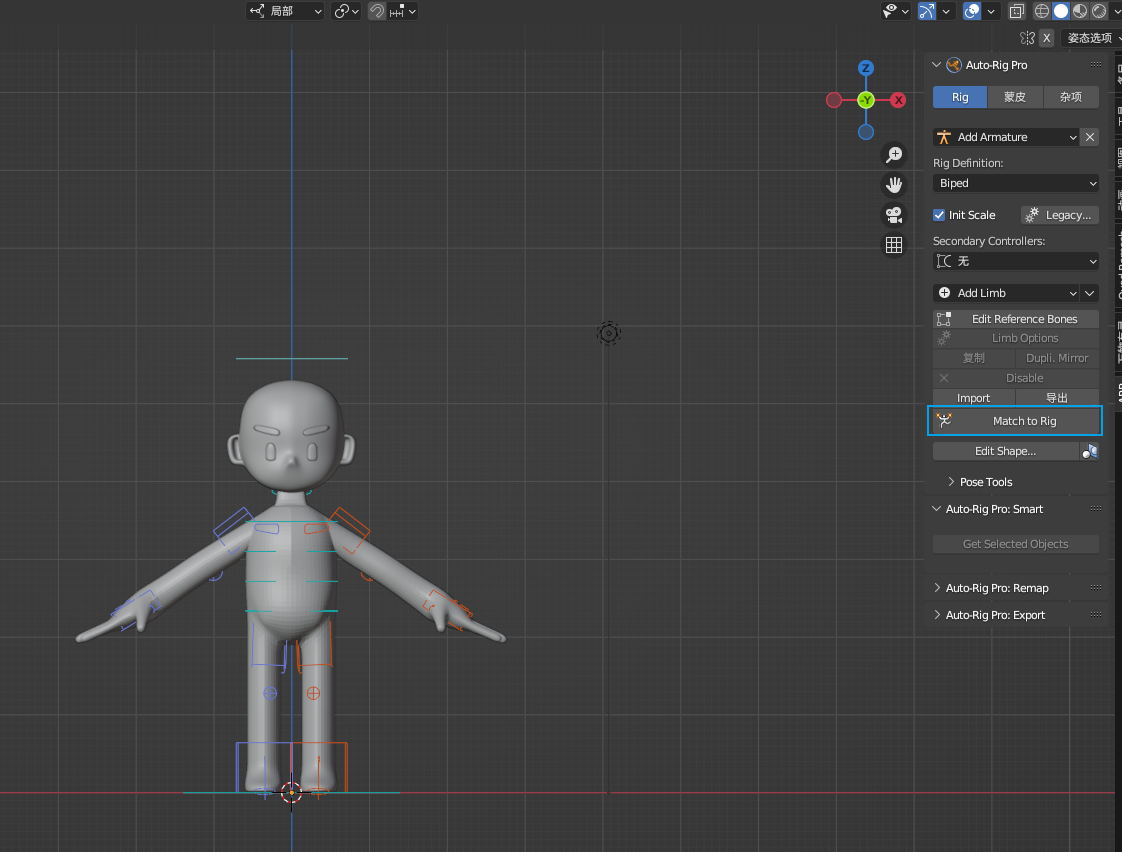 局部
X
姿态选项
Z
-Y
X
Auto-Rig Pro
Rig 蒙皮 杂项
Add Armature
Rig Definition:
Biped
Init Scale Legacy...
Secondary Controllers:
无
Add Limb
Edit Reference Bones
Limb Options
复制 Dupli. Mirror
Disable
Import 导出
Match to Rig
Edit Shape...
Pose Tools
Auto-Rig Pro: Smart
Get Selected Objects
Auto-Rig Pro: Remap
Auto-Rig Pro: Export